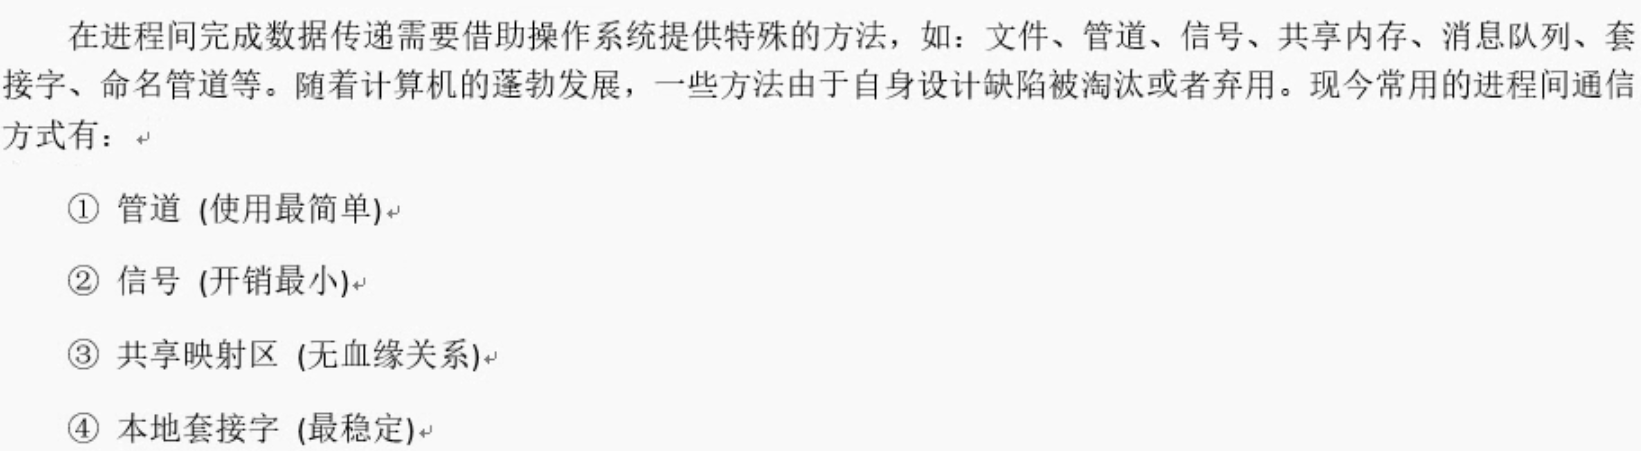 在进程间完成数据传递需要借助操作系统提供特殊的方法，如：文件、管道、信号、共享内存、消息队列、套
接字、命名管道等。随着计算机的蓬勃发展，一些方法由于自身设计缺陷被淘汰或者弃用。现今常用的进程间通信
方式有：↵
① 管道 (使用最简单)↵
② 信号 (开销最小)↵
③ 共享映射区 (无血缘关系)↵
④ 本地套接字 (最稳定)↵